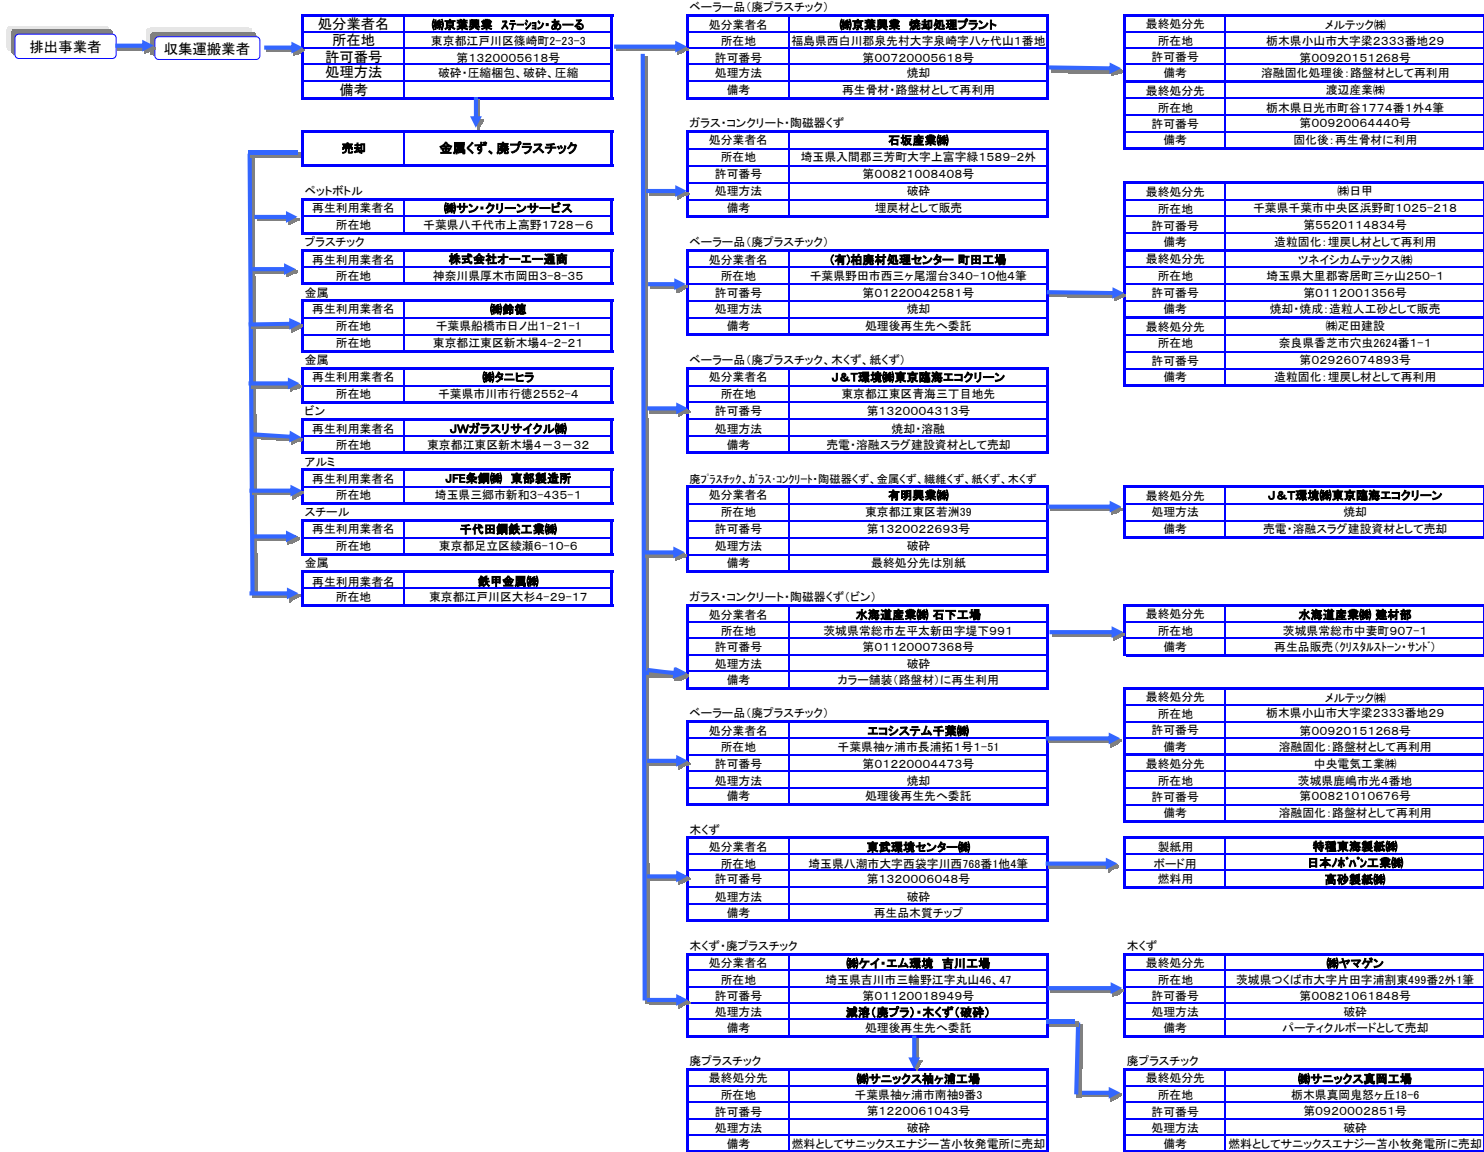 排出事業者
収集運搬業者
処分業者名 ㈱京葉興業 ステーション・あーる
所在地 東京都江戸川区篠崎町2-23-3
許可番号 第1320005618号
処理方法 破砕・圧縮梱包、破砕、圧縮
備考
売却 金属くず、廃プラスチック
ペットボトル
再生利用業者名 ㈱サン・クリーンサービス
所在地 千葉県八千代市上高野1728－6
プラスチック
再生利用業者名 株式会社オーエー通商
所在地 神奈川県厚木市岡田3-8-35
金属
再生利用業者名 ㈱鈴徳
所在地 千葉県船橋市日ノ出1-21-1
所在地 東京都江東区新木場4-2-21
金属
再生利用業者名 ㈱タニヒラ
所在地 千葉県市川市行徳2552-4
ビン
再生利用業者名 JWガラスリサイクル㈱
所在地 東京都江東区新木場4－3－32
アルミ
再生利用業者名 JFE条鋼㈱ 東部製造所
所在地 埼玉県三郷市新和3-435-1
スチール
再生利用業者名 千代田鋼鉄工業㈱
所在地 東京都足立区綾瀬6-10-6
金属
再生利用業者名 鉄甲金属㈱
所在地 東京都江戸川区大杉4-29-17
ベーラー品(廃プラスチック)
処分業者名 ㈱京葉興業 焼却処理プラント
所在地 福島県西白川郡泉先村大字泉崎字八ヶ代山1番地
許可番号 第00720005618号
処理方法 焼却
備考 再生骨材・路盤材として再利用
ガラス・コンクリート・陶磁器くず
処分業者名 石坂産業㈱
所在地 埼玉県入間郡三芳町大字上富字緑1589-2外
許可番号 第00821008408号
処理方法 破砕
備考 埋戻材として販売
ベーラー品(廃プラスチック)
処分業者名 (有)柏廃材処理センター 町田工場
所在地 千葉県野田市西三ヶ尾溜台340-10他4筆
許可番号 第01220042581号
処理方法 焼却
備考 処理後再生先へ委託
ベーラー品(廃プラスチック、木くず、紙くず)
処分業者名 J&T環境㈱東京臨海エコクリーン
所在地 東京都江東区青海三丁目地先
許可番号 第1320004313号
処理方法 焼却・溶融
備考 売電・溶融スラグ建設資材として売却
廃プラスチック、ガラス・コンクリート・陶磁器くず、金属くず、繊維くず、紙くず、木くず
処分業者名 有明興業㈱
所在地 東京都江東区若洲39
許可番号 第1320022693号
処理方法 破砕
備考 最終処分先は別紙
ガラス・コンクリート・陶磁器くず(ビン)
処分業者名 水海道産業㈱ 石下工場
所在地 茨城県常総市左平太新田字堤下991
許可番号 第01120007368号
処理方法 破砕
備考 カラー舗装(路盤材)に再生利用
ベーラー品(廃プラスチック)
処分業者名 エコシステム千葉㈱
所在地 千葉県袖ヶ浦市長浦拓1号1-51
許可番号 第01220004473号
処理方法 焼却
備考 処理後再生先へ委託
木くず
処分業者名 東武環境センター㈱
所在地 埼玉県八潮市大字西袋字川西768番1他4筆
許可番号 第1320006048号
処理方法 破砕
備考 再生品木質チップ
木くず・廃プラスチック
処分業者名 ㈱ケイ・エム環境 吉川工場
所在地 埼玉県吉川市三輪野江字丸山46、47
許可番号 第01120018949号
処理方法 減溶(廃プラ)・木くず(破砕)
備考 処理後再生先へ委託
廃プラスチック
最終処分先 ㈱サニックス袖ヶ浦工場
所在地 千葉県袖ヶ浦市南袖9番3
許可番号 第1220061043号
処理方法 破砕
備考 燃料としてサニックスエナジー苫小牧発電所に売却
最終処分先 メルテック㈱
所在地 栃木県小山市大字梁2333番地29
許可番号 第00920151268号
備考 溶融固化処理後:路盤材として再利用
最終処分先 渡辺産業㈱
所在地 栃木県日光市町谷1774番1外4筆
許可番号 第00920064440号
備考 固化後:再生骨材に利用
最終処分先 ㈱日甲
所在地 千葉県千葉市中央区浜野町1025-218
許可番号 第5520114834号
備考 造粒固化:埋戻し材として再利用
最終処分先 ツネイシカムテックス㈱
所在地 埼玉県大里郡寄居町三ヶ山250-1
許可番号 第0112001356号
備考 焼却・焼成:造粒人工砂として販売
最終処分先 ㈱疋田建設
所在地 奈良県香芝市穴虫2624番1-1
許可番号 第02926074893号
備考 造粒固化:埋戻し材として再利用
最終処分先 J&T環境㈱東京臨海エコクリーン
処理方法 焼却
備考 売電・溶融スラグ建設資材として売却
最終処分先 水海道産業㈱ 建材部
所在地 茨城県常総市中妻町907-1
備考 再生品販売(クリスタルストーン・サンド)
最終処分先 メルテック㈱
所在地 栃木県小山市大字梁2333番地29
許可番号 第00920151268号
備考 溶融固化:路盤材として再利用
最終処分先 中央電気工業㈱
所在地 茨城県鹿嶋市光4番地
許可番号 第00821010676号
備考 溶融固化:路盤材として再利用
製紙用 特種東海製紙㈱
ボード用 日本ノボパン工業㈱
燃料用 高砂製紙㈱
木くず
最終処分先 ㈱ヤマゲン
所在地 茨城県つくば市大字片田字浦割東499番2外1筆
許可番号 第00821061848号
処理方法 破砕
備考 パーティクルボードとして売却
廃プラスチック
最終処分先 ㈱サニックス真岡工場
所在地 栃木県真岡鬼怒ヶ丘18-6
許可番号 第0920002851号
処理方法 破砕
備考 燃料としてサニックスエナジー苫小牧発電所に売却